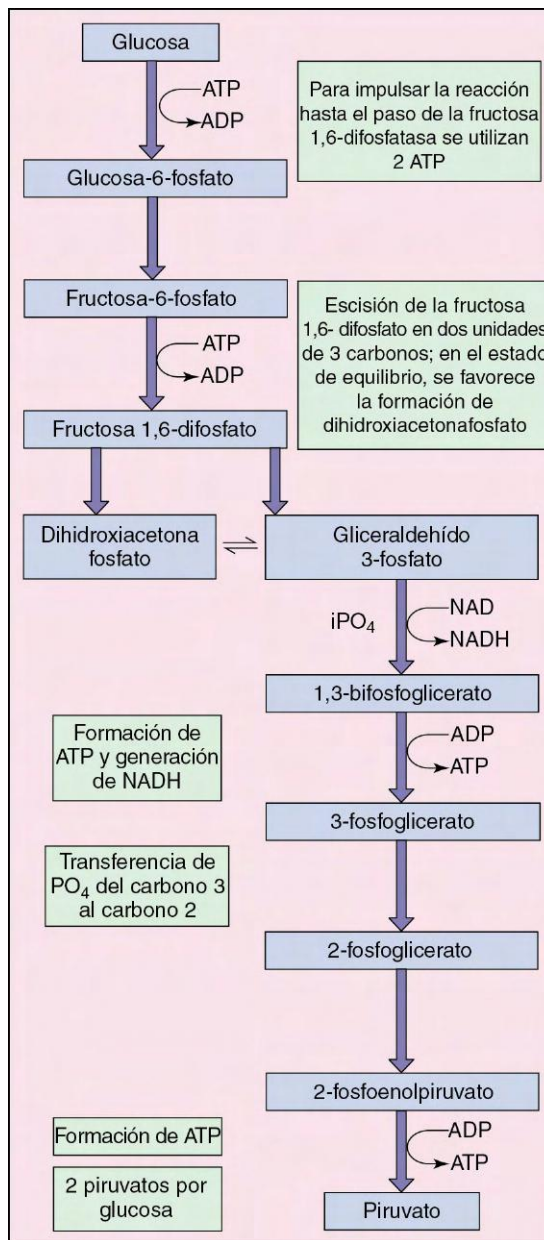 Glucosa
ATP
ADP
Para impulsar la reacción
hasta el paso de la fructosa
1,6-difosfatasa se utilizan
2 ATP
Glucosa-6-fosfato
Fructosa-6-fosfato
ATP
ADP
Escisión de la fructosa
1,6- difosfato en dos unidades
de 3 carbonos; en el estado
de equilibrio, se favorece
la formación de
dihidroxiacetonafosfato
Fructosa 1,6-difosfato
Dihidroxiacetona
fosfato
Gliceraldehído
3-fosfato
iPO4
NAD
NADH
1,3-bifosfoglicerato
Formación de
ATP y generación
de NADH
ADP
ATP
3-fosfoglicerato
Transferencia de
PO4 del carbono 3
al carbono 2
2-fosfoglicerato
2-fosfoenolpiruvato
Formación de ATP
ADP
ATP
2 piruvatos por
glucosa
Piruvato